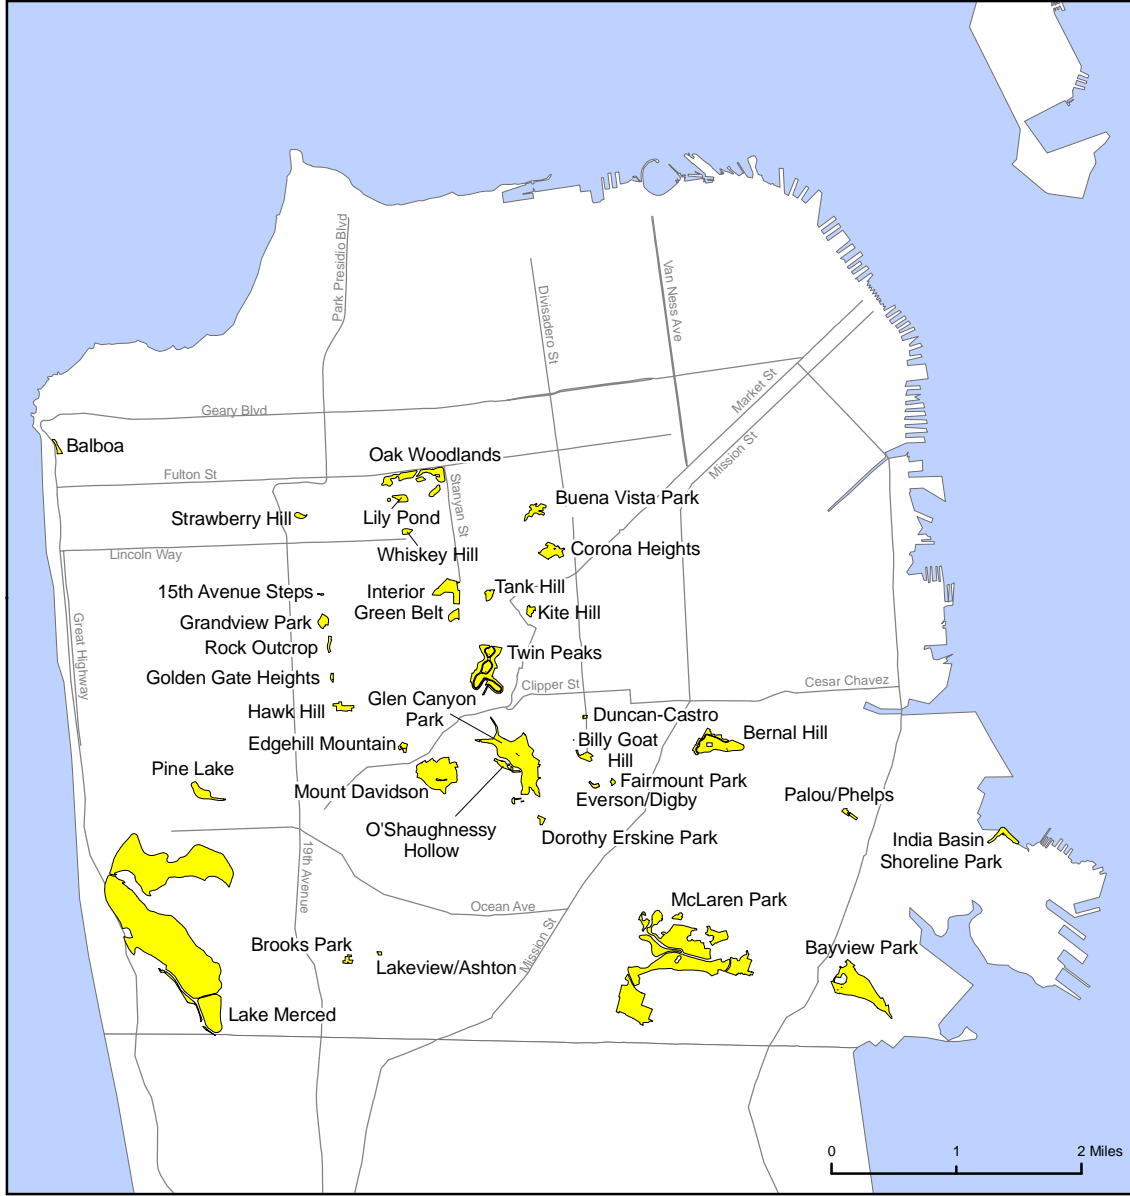 Park Presidio Blvd
Van Ness Ave
Divisadero St
Market St
Geary Blvd
Mission St
Balboa
Oak Woodlands
Fulton St
Stanyan St
Buena Vista Park
Strawberry Hill
Lily Pond
Corona Heights
Lincoln Way
Whiskey Hill
15th Avenue Steps
Interior
Green Belt
Tank Hill
Kite Hill
Grandview Park
Great Highway
Rock Outcrop
Twin Peaks
Golden Gate Heights
Clipper St
Cesar Chavez
Glen Canyon
Park
Hawk Hill
Duncan-Castro
Bernal Hill
Edgehill Mountain
Billy Goat
Hill
Pine Lake
Mount Davidson
Fairmount Park
Everson/Digby
Palou/Phelps
O'Shaughnessy
Hollow
Dorothy Erskine Park
India Basin
Shoreline Park
19th Avenue
Ocean Ave
McLaren Park
Mission St
Brooks Park
Lakeview/Ashton
Bayview Park
Lake Merced
0 1 2 Miles